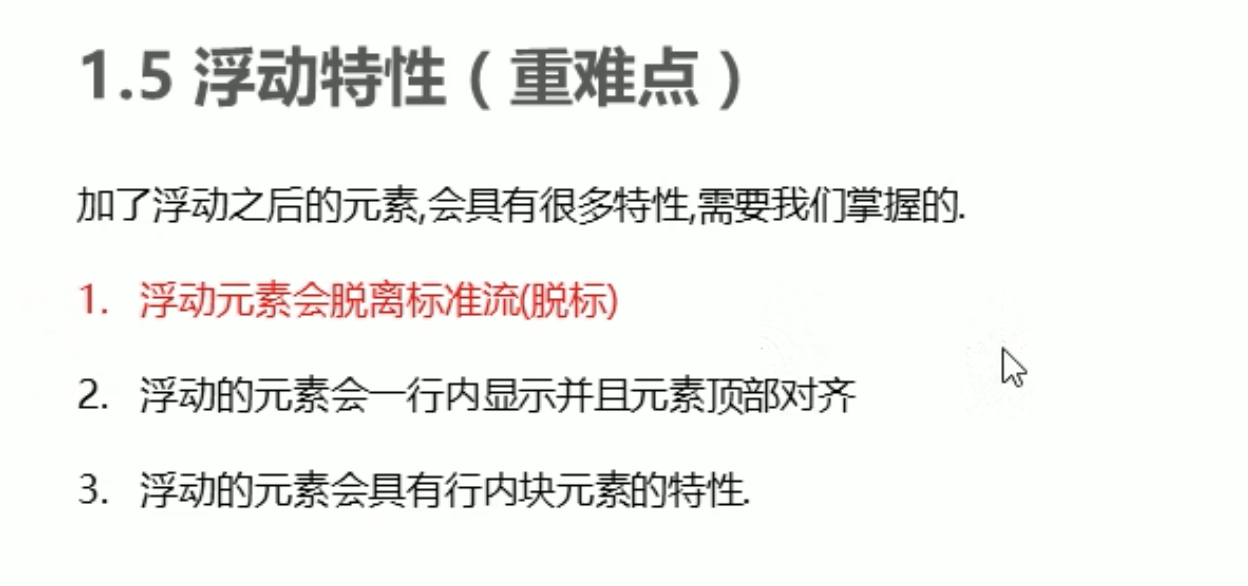 1.5 浮动特性（重难点）
加了浮动之后的元素,会具有很多特性,需要我们掌握的.
1. 浮动元素会脱离标准流(脱标)
2. 浮动的元素会一行内显示并且元素顶部对齐
3. 浮动的元素会具有行内块元素的特性.